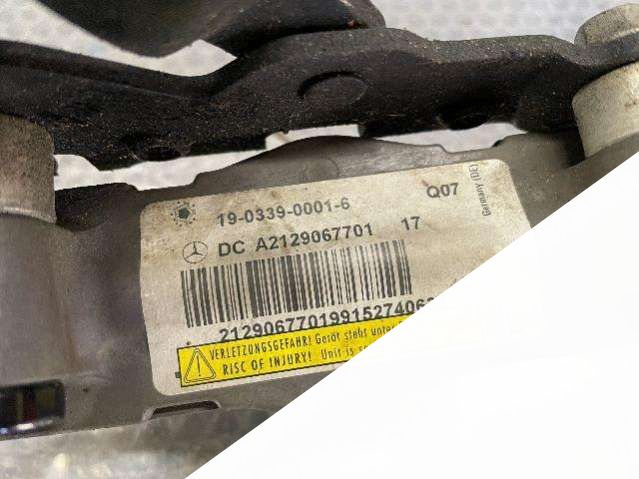 19-0339-0001-6 Q07
Germany (DE)
DC A2129067701 17
2129067701991527406
VERLETZUNGSGEFAHR! Gerät stets unter
RISC OF INJURY! Unit is